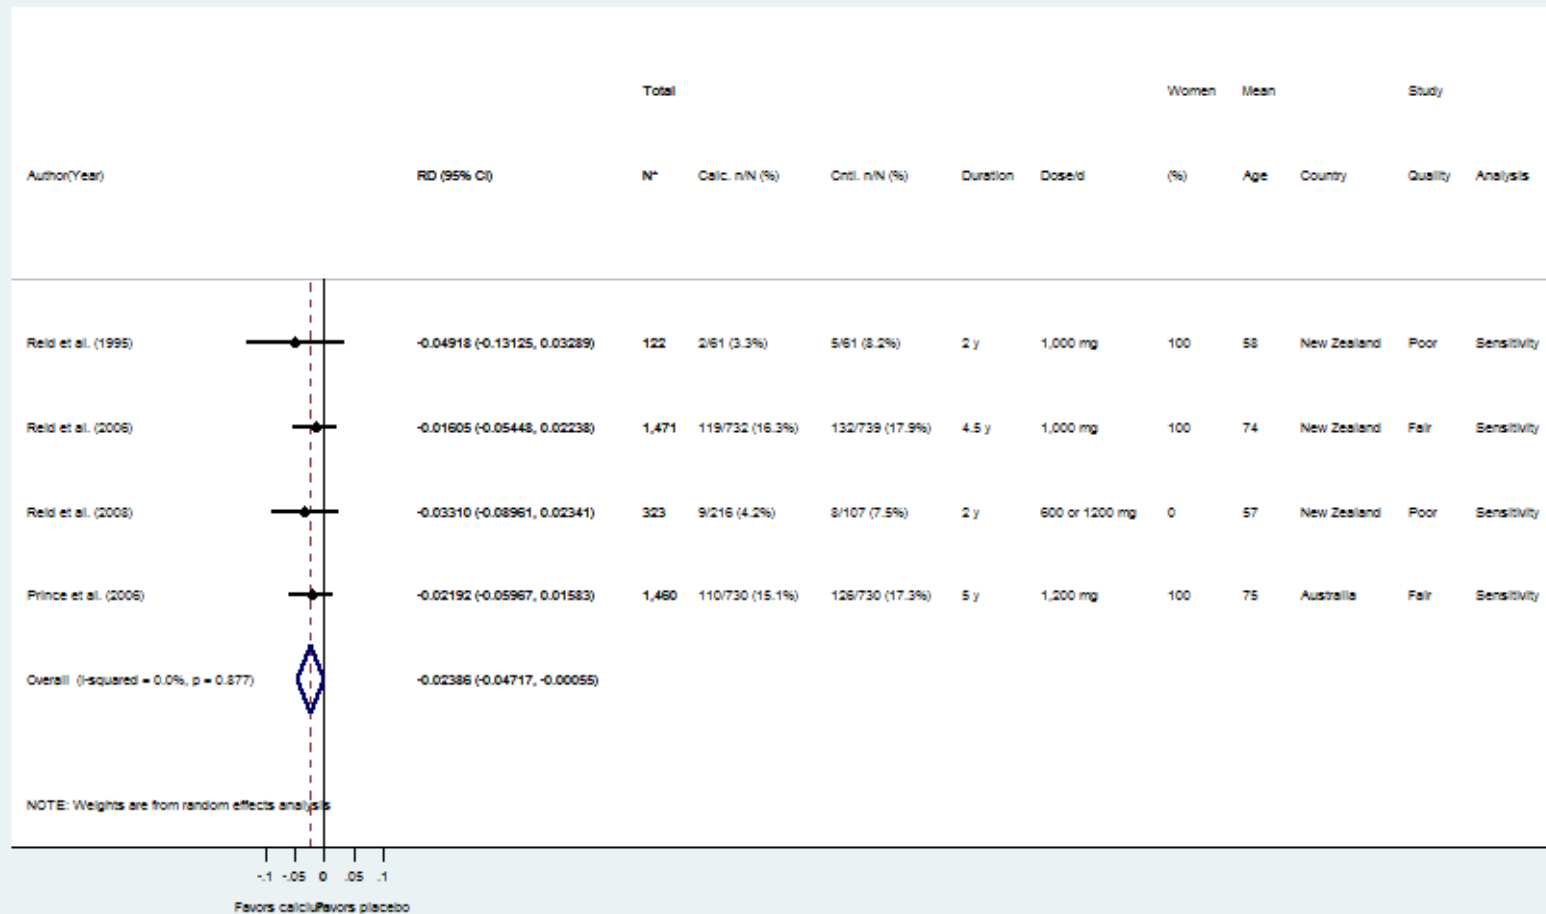 Total Women Mean Study
Author(Year) RD (95% CI) N* Calc. n/N (%) Cntl. n/N (%) Duration Dose/d (%) Age Country Quality Analysis
Reid et al. (1995) -0.04918 (-0.13125, 0.03289) 122 2/61 (3.3%) 5/61 (8.2%) 2 y 1,000 mg 100 58 New Zealand Poor Sensitivity
Reid et al. (2006) -0.01605 (-0.05448, 0.02238) 1,471 119/732 (16.3%) 132/739 (17.9%) 4.5 y 1,000 mg 100 74 New Zealand Fair Sensitivity
Reid et al. (2008) -0.03310 (-0.08961, 0.02341) 323 9/216 (4.2%) 8/107 (7.5%) 2 y 600 or 1200 mg 0 57 New Zealand Poor Sensitivity
Prince et al. (2006) -0.02192 (-0.05967, 0.01583) 1,460 110/730 (15.1%) 126/730 (17.3%) 5 y 1,200 mg 100 75 Australia Fair Sensitivity
Overall (I-squared = 0.0%, p = 0.877) -0.02386 (-0.04717, -0.00055)
NOTE: Weights are from random effects analysis
-.1 -.05 0 .05 .1
Favors calcium Favors placebo